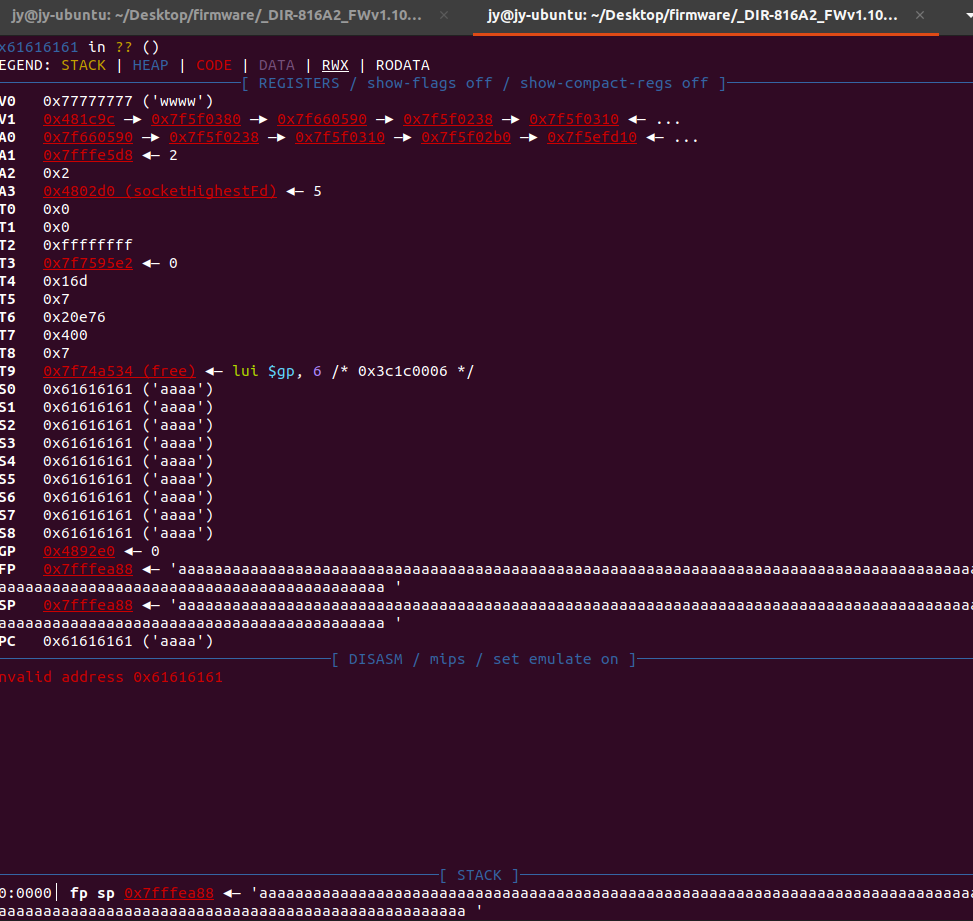 jy@jy-ubuntu: ~/Desktop/firmware/_DIR-816A2_FWv1.10... × jy@jy-ubuntu: ~/Desktop/firmware/_DIR-816A2_FWv1.10... ×
x61616161 in ?? ()
EGEND: STACK | HEAP | CODE | DATA | RWX | RODATA
[ REGISTERS / show-flags off / show-compact-regs off ]
V0 0x77777777 ('wwww')
V1 0x481c9c —▸ 0x7f5f0380 —▸ 0x7f660590 —▸ 0x7f5f0238 —▸ 0x7f5f0310 ◂— ...
A0 0x7f660590 —▸ 0x7f5f0238 —▸ 0x7f5f0310 —▸ 0x7f5f02b0 —▸ 0x7f5efd10 ◂— ...
A1 0x7fffe5d8 ◂— 2
A2 0x2
A3 0x4802d0 (socketHighestFd) ◂— 5
T0 0x0
T1 0x0
T2 0xffffffff
T3 0x7f7595e2 ◂— 0
T4 0x16d
T5 0x7
T6 0x20e76
T7 0x400
T8 0x7
T9 0x7f74a534 (free) ◂— lui $gp, 6 /* 0x3c1c0006 */
S0 0x61616161 ('aaaa')
S1 0x61616161 ('aaaa')
S2 0x61616161 ('aaaa')
S3 0x61616161 ('aaaa')
S4 0x61616161 ('aaaa')
S5 0x61616161 ('aaaa')
S6 0x61616161 ('aaaa')
S7 0x61616161 ('aaaa')
S8 0x61616161 ('aaaa')
GP 0x4892e0 ◂— 0
FP 0x7fffea88 ◂— 'aaaaaaaaaaaaaaaaaaaaaaaaaaaaaaaaaaaaaaaaaaaaaaaaaaaaaaaaaaaaaaaaaaaaaaaaaaaaaaaaaaaaaaaa
aaaaaaaaaaaaaaaaaaaaaaaaaaaaaaaaaaaaaaaaaaa '
SP 0x7fffea88 ◂— 'aaaaaaaaaaaaaaaaaaaaaaaaaaaaaaaaaaaaaaaaaaaaaaaaaaaaaaaaaaaaaaaaaaaaaaaaaaaaaaaaaaaaaaaa
aaaaaaaaaaaaaaaaaaaaaaaaaaaaaaaaaaaaaaaaaaa '
PC 0x61616161 ('aaaa')
[ DISASM / mips / set emulate on ]
nvalid address 0x61616161
[ STACK ]
0:0000│ fp sp 0x7fffea88 ◂— 'aaaaaaaaaaaaaaaaaaaaaaaaaaaaaaaaaaaaaaaaaaaaaaaaaaaaaaaaaaaaaaaaaaaaaaaaaaaaaaa
aaaaaaaaaaaaaaaaaaaaaaaaaaaaaaaaaaaaaaaaaaaaaaaaaaaa '